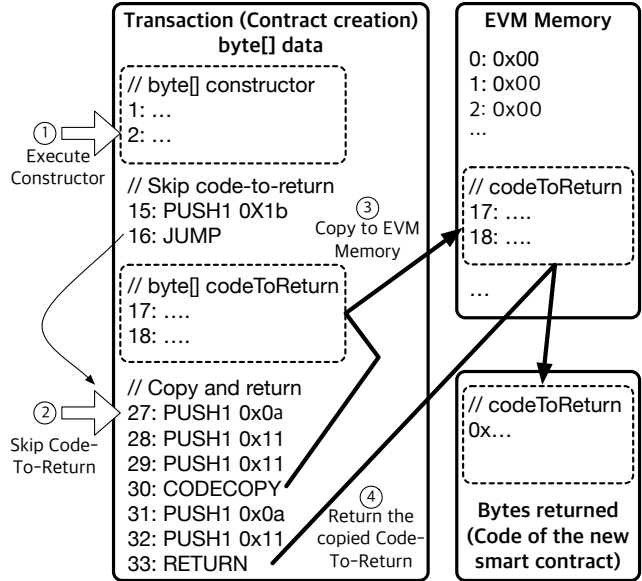 Transaction (Contract creation)
byte[] data
// byte[] constructor
1: ...
2: ...
1
Execute
Constructor
// Skip code-to-return
15: PUSH1 0X1b
16: JUMP
3
Copy to EVM
Memory
// byte[] codeToReturn
17: ....
18: ....
// Copy and return
27: PUSH1 0x0a
28: PUSH1 0x11
29: PUSH1 0x11
30: CODECOPY
31: PUSH1 0x0a
32: PUSH1 0x11
33: RETURN
2
Skip Code-
To-Return
4
Return the
copied Code-
To-Return
EVM Memory
0: 0x00
1: 0x00
2: 0x00
...
// codeToReturn
17: ....
18: ....
...
// codeToReturn
0x...
Bytes returned
(Code of the new
smart contract)